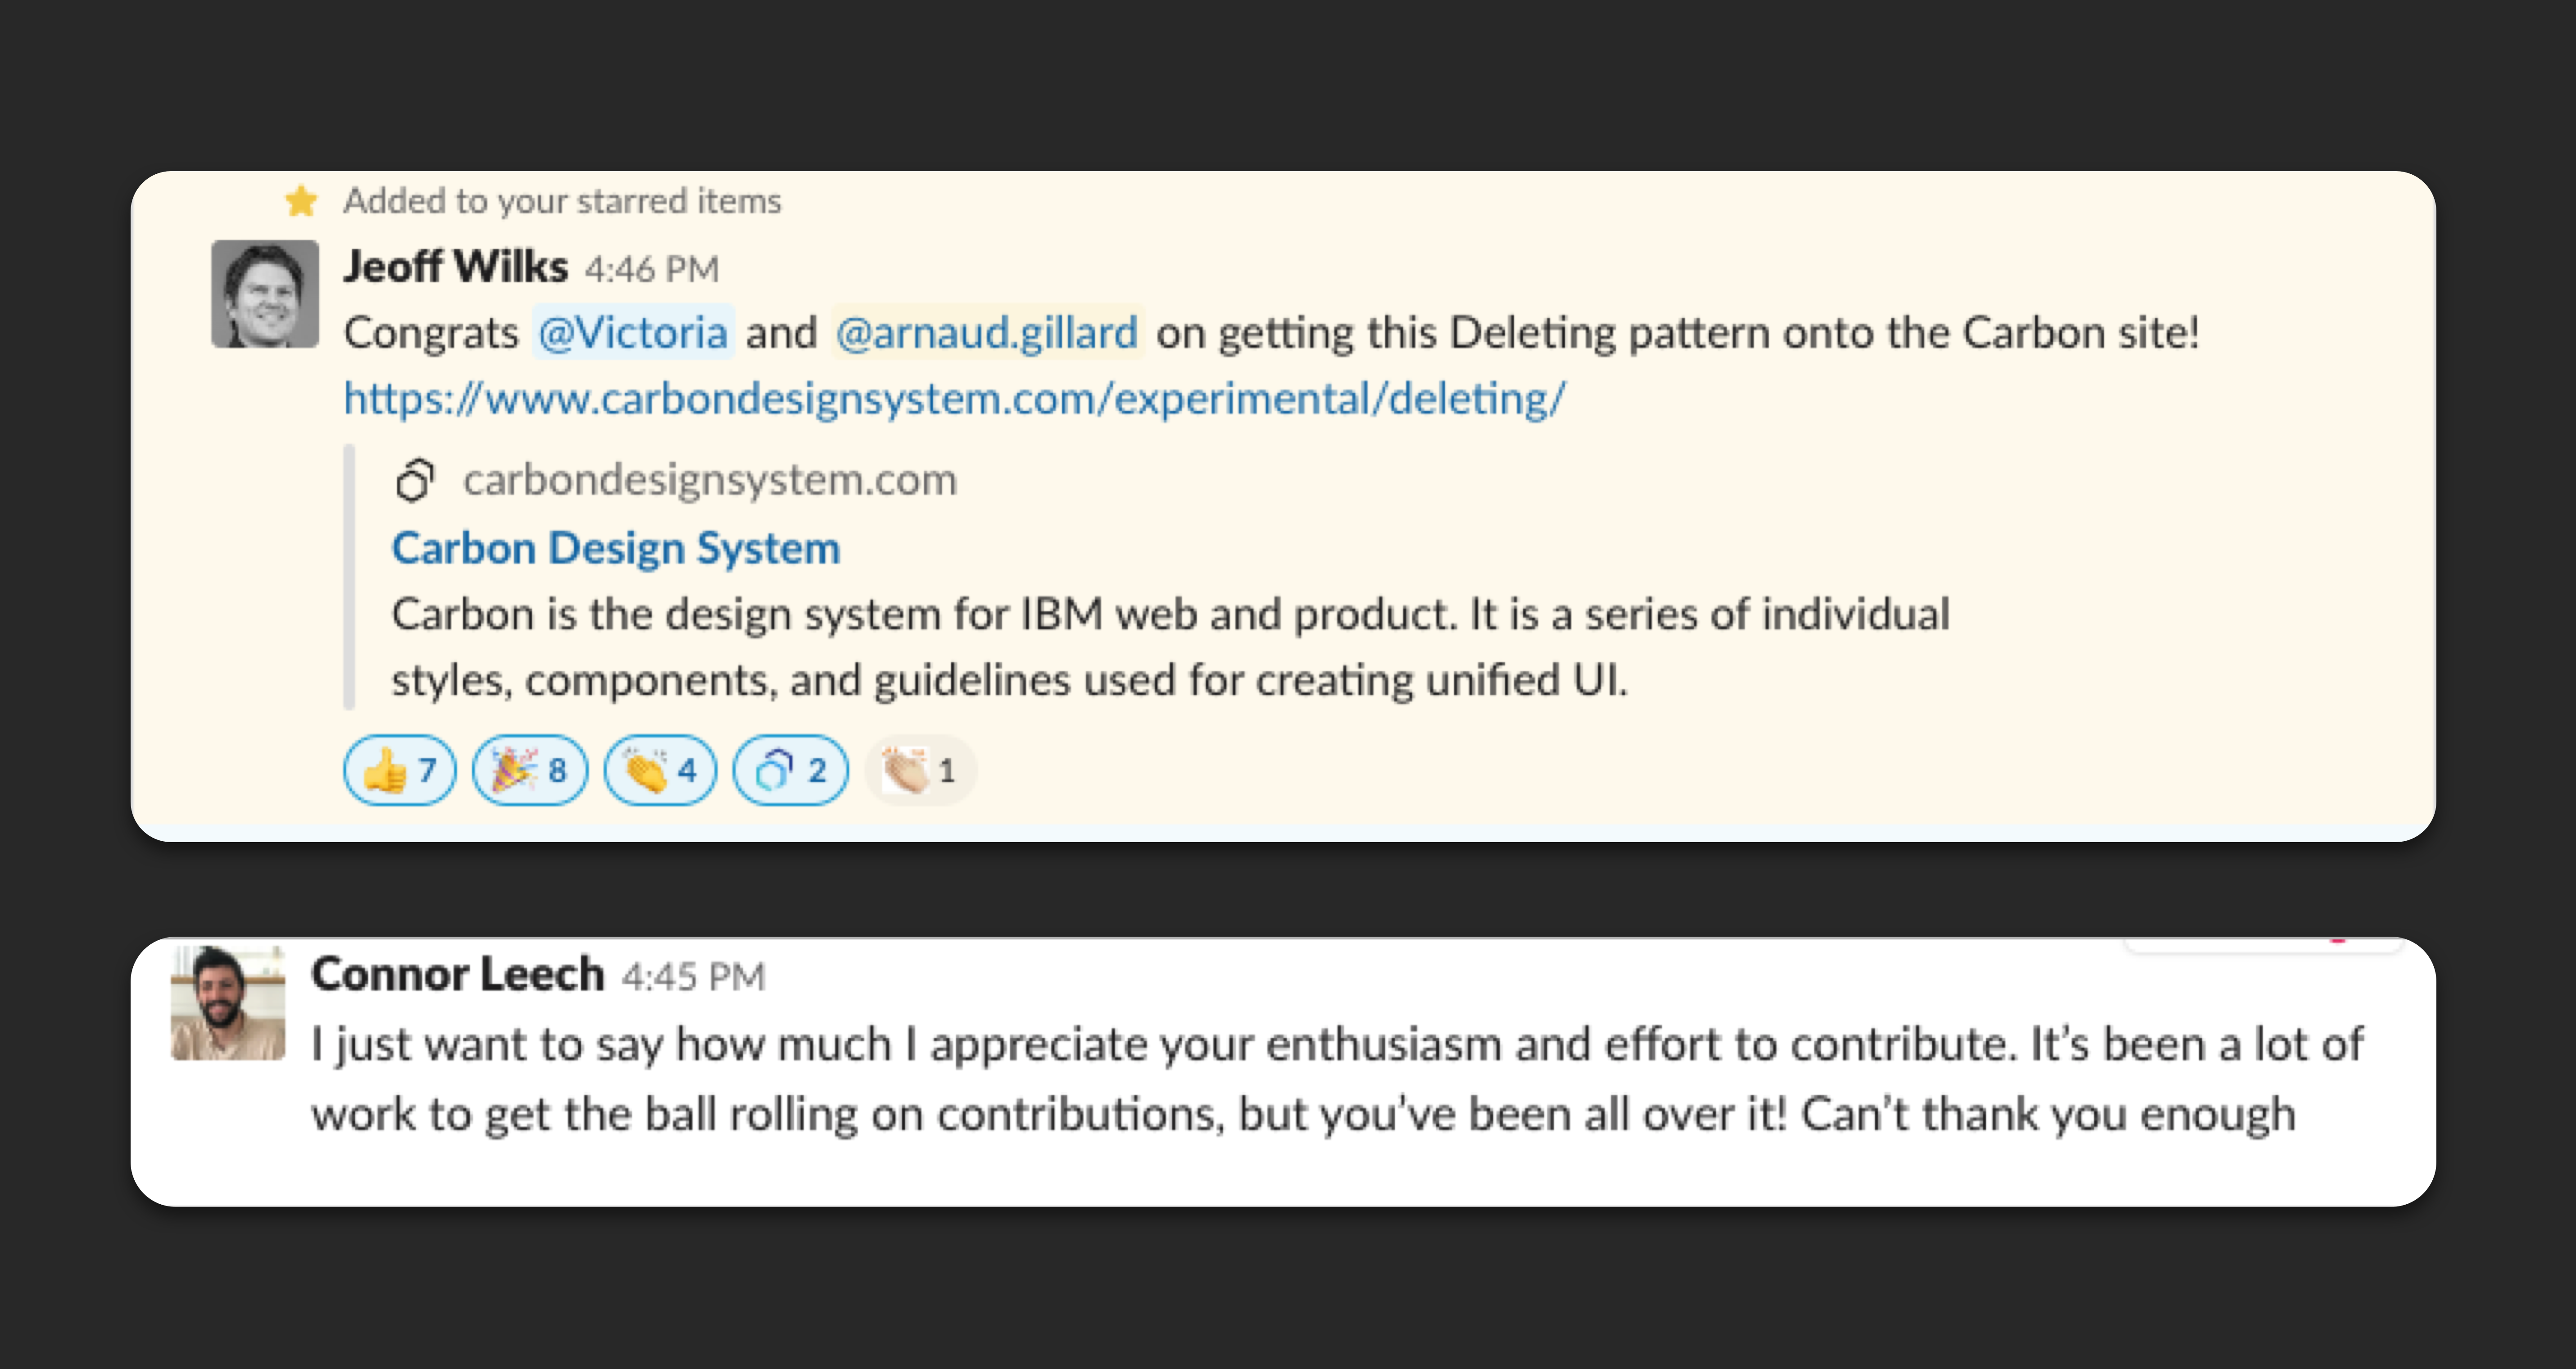 Added to your starred items
Jeoff Wilks 4:46 PM
Congrats @Victoria and @arnaud.gillard on getting this Deleting pattern onto the Carbon site!
https://www.carbondesignsystem.com/experimental/deleting/
carbondesignsystem.com
Carbon Design System
Carbon is the design system for IBM web and product. It is a series of individual
styles, components, and guidelines used for creating unified UI.
7 8 4 2 1
Connor Leech 4:45 PM
I just want to say how much I appreciate your enthusiasm and effort to contribute. It’s been a lot of
work to get the ball rolling on contributions, but you’ve been all over it! Can’t thank you enough